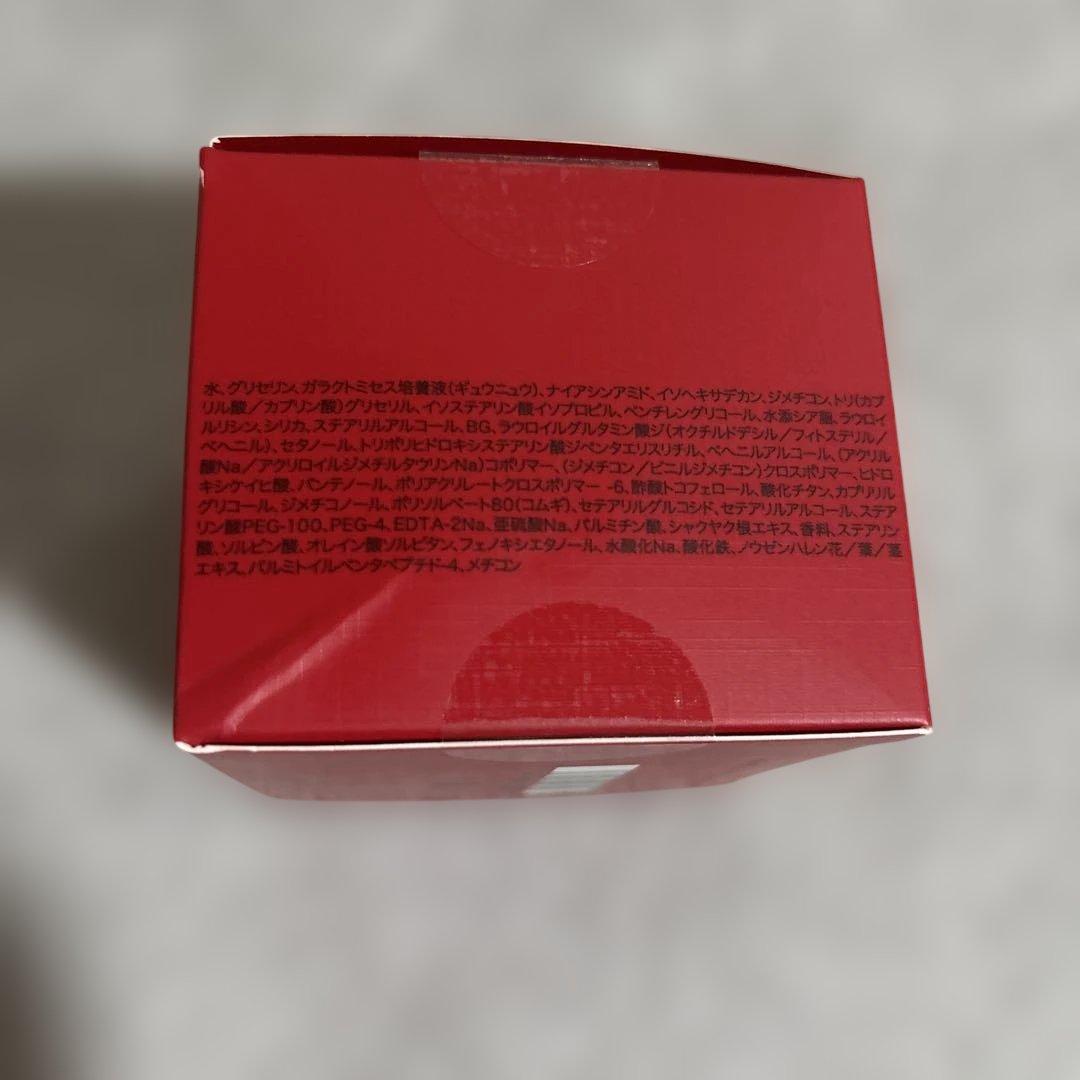 水、グリセリン、ガラクトミセス培養液(ギュウニュウ)、ナイアシンアミド、イソヘキサデカン、ジメチコン、トリ(カプ
リル酸／カプリン酸)グリセリル、イソステアリン酸イソプロピル、ペンチレングリコール、水添シア脂、ラウロイ
ルリシン、シリカ、ステアリルアルコール、BG、ラウロイルグルタミン酸ジ(オクチルドデシル／フィトステリル／
ベヘニル)、セタノール、トリポリヒドロキシステアリン酸ジペンタエリスリチル、ベヘニルアルコール、(アクリル
酸Na／アクリロイルジメチルタウリンNa)コポリマー、(ジメチコン／ビニルジメチコン)クロスポリマー、ヒドロ
キシケイヒ酸、パンテノール、ポリアクリレートクロスポリマー -6、酢酸トコフェロール、酸化チタン、カプリリル
グリコール、ジメチコノール、ポリソルベート80(コムギ)、セテアリルグルコシド、セテアリルアルコール、ステア
リン酸PEG-100、PEG-4、EDTA-2Na、亜硫酸Na、パルミチン酸、シャクヤク根エキス、香料、ステアリン
酸、ソルビン酸、オレイン酸ソルビタン、フェノキシエタノール、水酸化Na、酸化鉄、ノウゼンハレン花／葉／茎
エキス、パルミトイルペンタペプチド-4、メチコン